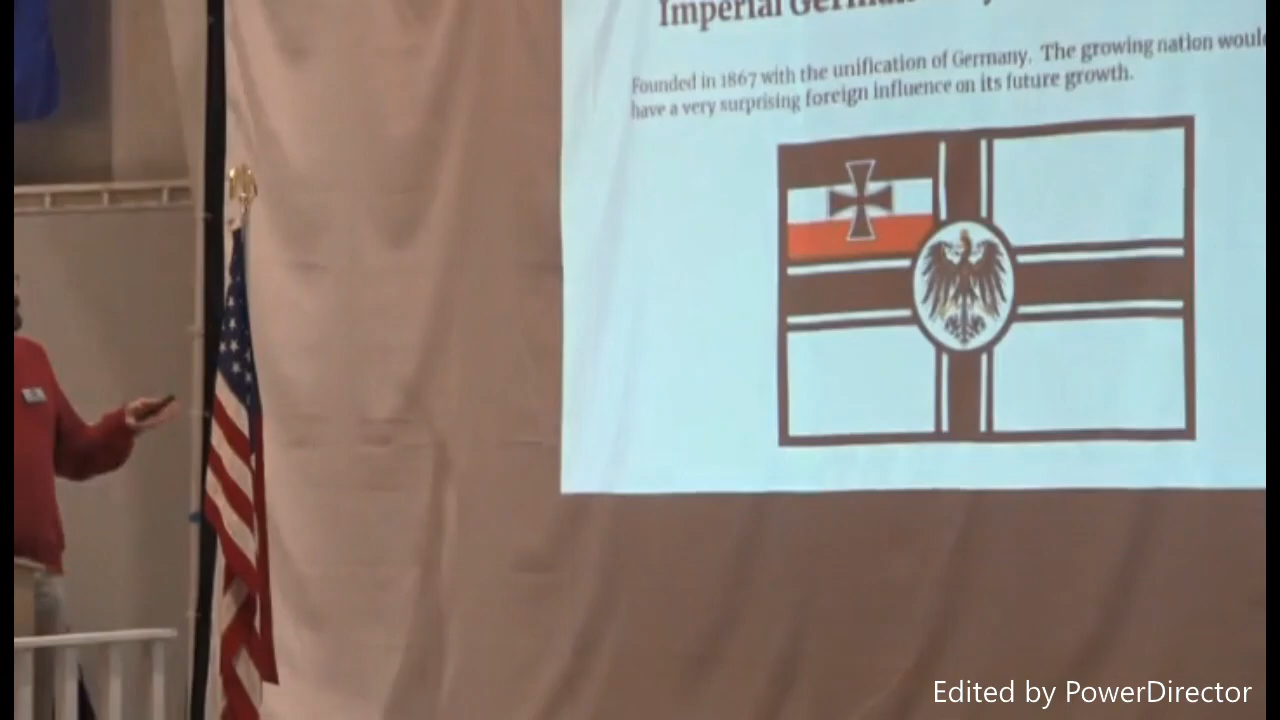 Imperial German
Founded in 1867 with the unification of Germany. The growing nation would
have a very surprising foreign influence on its future growth.
Edited by PowerDirector